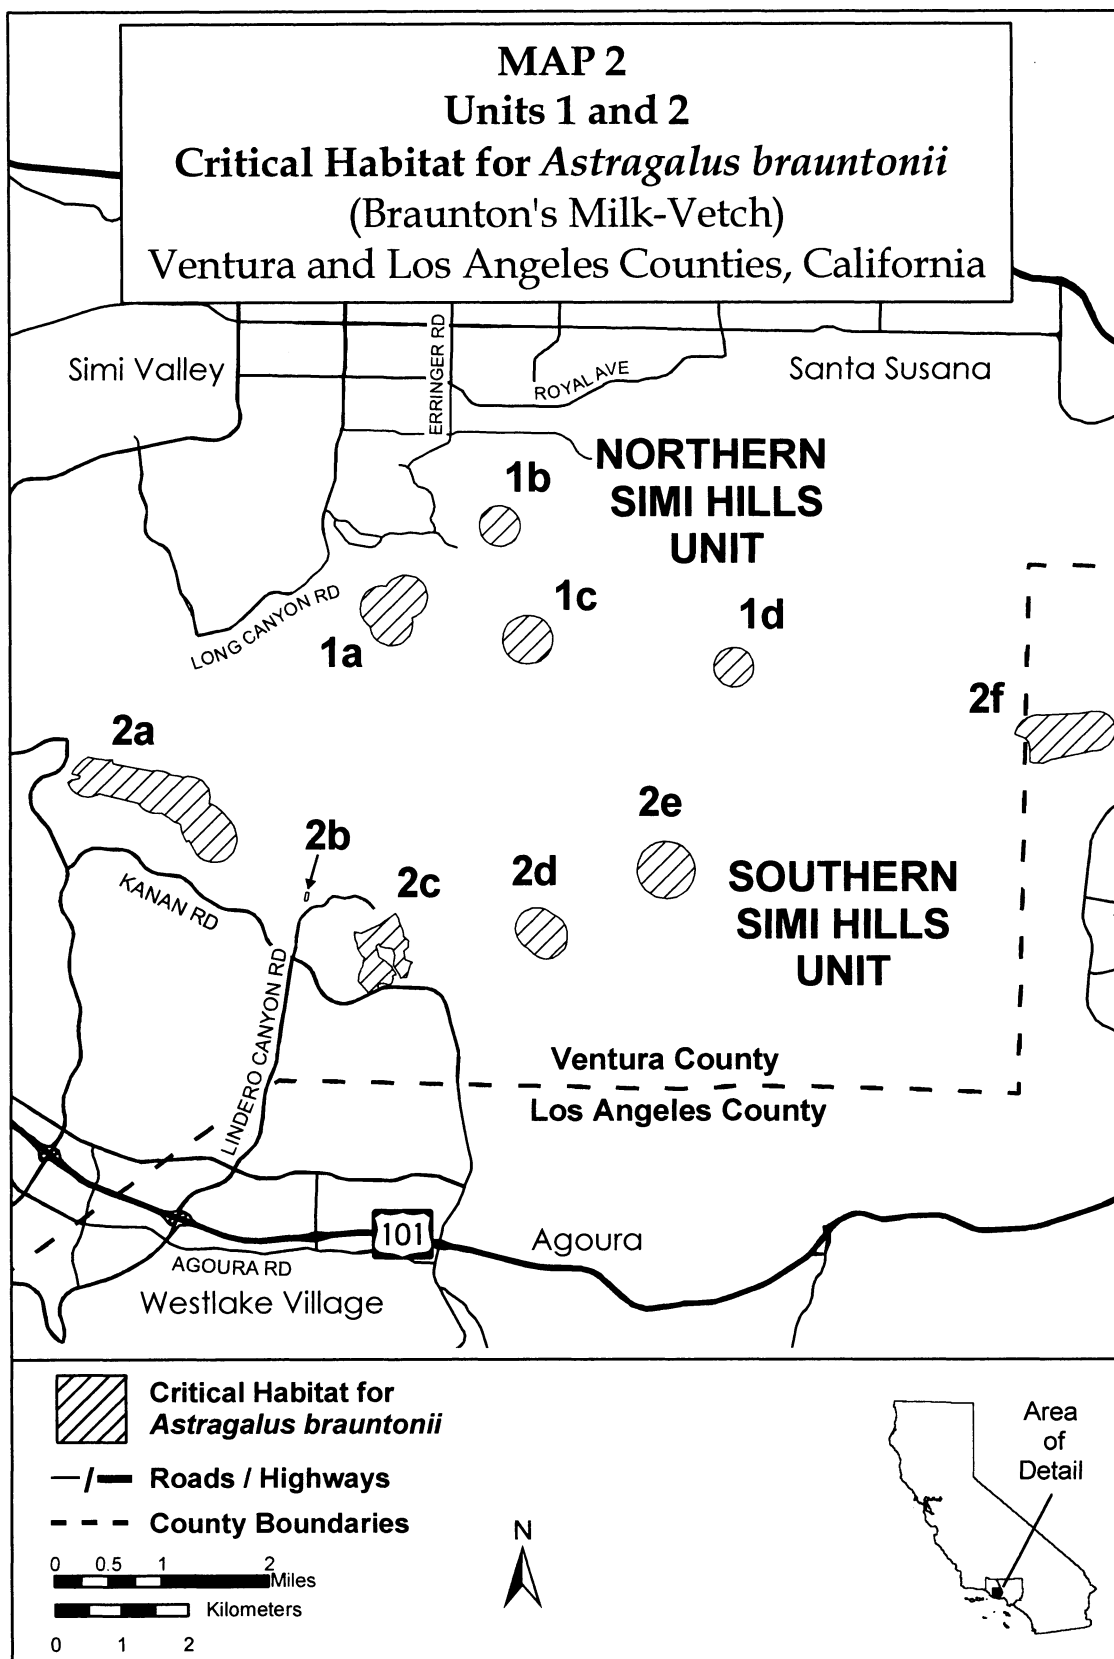 MAP 2
Units 1 and 2
Critical Habitat for Astragalus brauntonii
(Braunton's Milk-Vetch)
Ventura and Los Angeles Counties, California
Simi Valley
ERRINGER RD
ROYAL AVE
Santa Susana
NORTHERN
SIMI HILLS
UNIT
1b
1c
1d
LONG CANYON RD
1a
2f
2a
2e
2b
2c
2d
KANAN RD
SOUTHERN
SIMI HILLS
UNIT
LINDERO CANYON RD
Ventura County
Los Angeles County
101
Agoura
AGOURA RD
Westlake Village
Critical Habitat for
Astragalus brauntonii
Roads / Highways
County Boundaries
0 0.5 1 2
Miles
Kilometers
0 1 2
N
Area
of
Detail